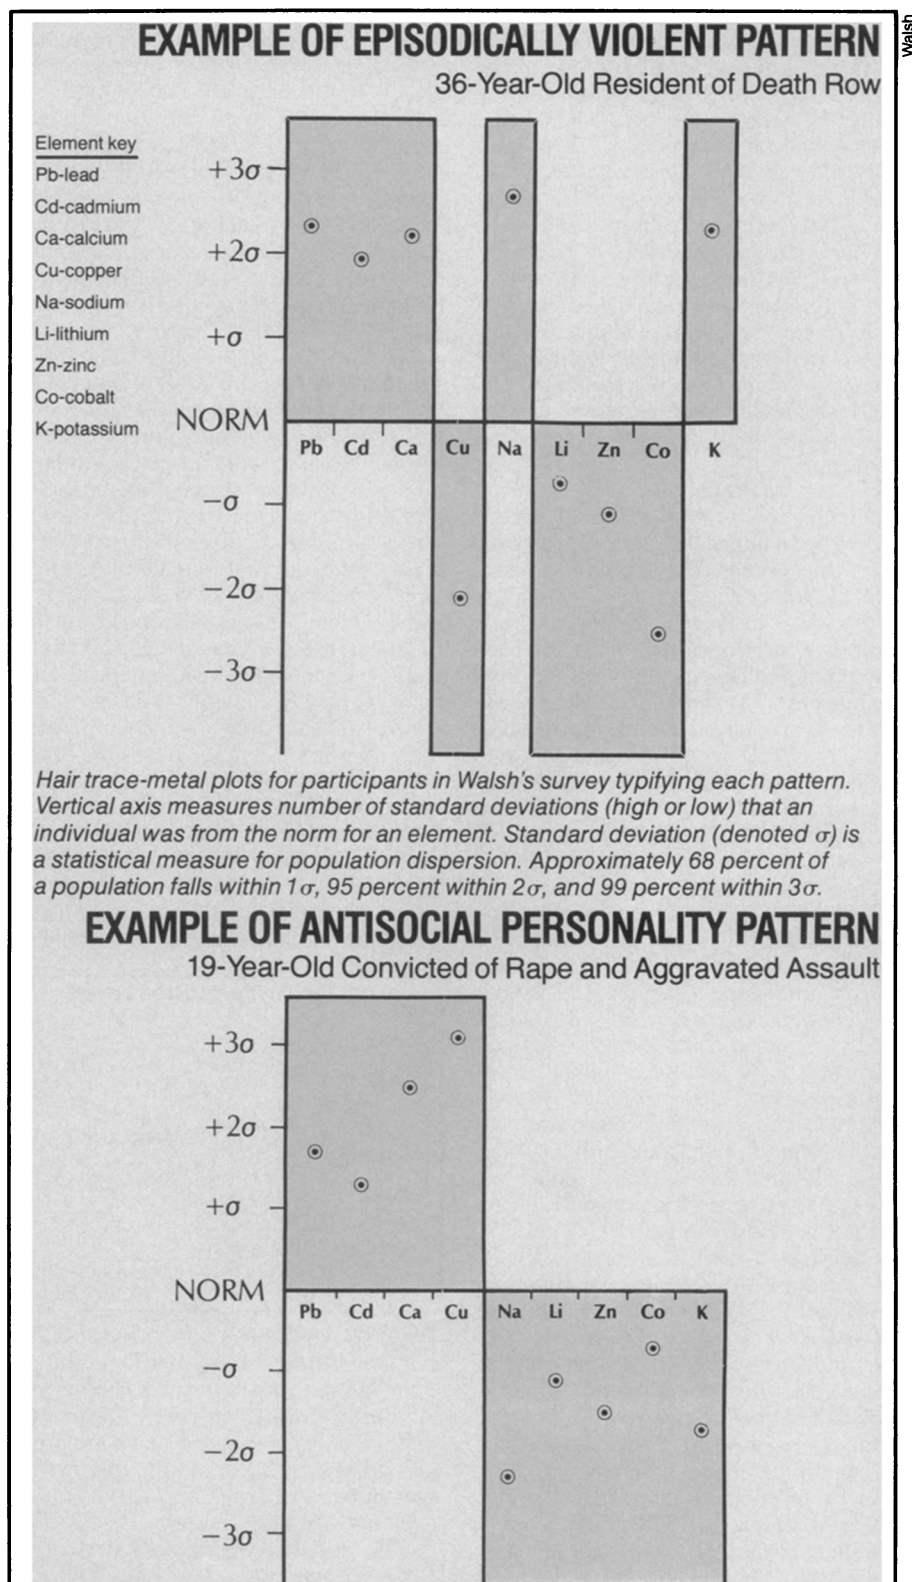 Walsh
EXAMPLE OF EPISODICALLY VIOLENT PATTERN
36-Year-Old Resident of Death Row
Element key
Pb-lead
Cd-cadmium
Ca-calcium
Cu-copper
Na-sodium
Li-lithium
Zn-zinc
Co-cobalt
K-potassium
+3σ
+2σ
+σ
NORM
−σ
−2σ
−3σ
Pb Cd Ca Cu Na Li Zn Co K
Hair trace-metal plots for participants in Walsh's survey typifying each pattern.
Vertical axis measures number of standard deviations (high or low) that an
individual was from the norm for an element. Standard deviation (denoted σ) is
a statistical measure for population dispersion. Approximately 68 percent of
a population falls within 1σ, 95 percent within 2σ, and 99 percent within 3σ.
EXAMPLE OF ANTISOCIAL PERSONALITY PATTERN
19-Year-Old Convicted of Rape and Aggravated Assault
+3σ
+2σ
+σ
NORM
Pb Cd Ca Cu Na Li Zn Co K
−σ
−2σ
−3σ